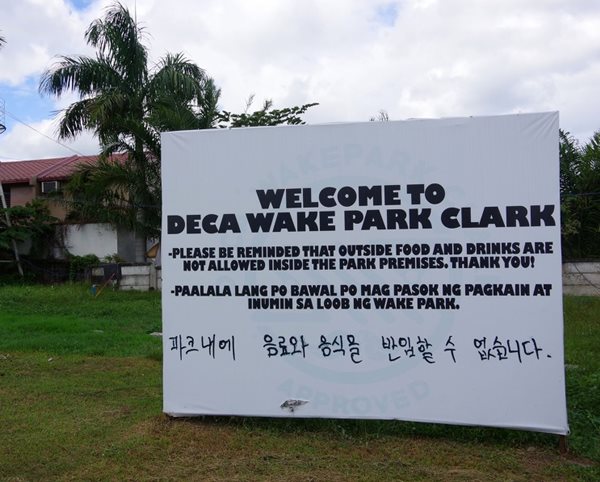 WAKEPARK
WELCOME TO
DECA WAKE PARK CLARK
-PLEASE BE REMINDED THAT OUTSIDE FOOD AND DRINKS ARE
NOT ALLOWED INSIDE THE PARK PREMISES. THANK YOU!
-PAALALA LANG PO BAWAL PO MAG PASOK NG PAGKAIN AT
INUMIN SA LOOB NG WAKE PARK.
파크내에 음료와 음식물 반입할 수 없습니다.
APPROVED